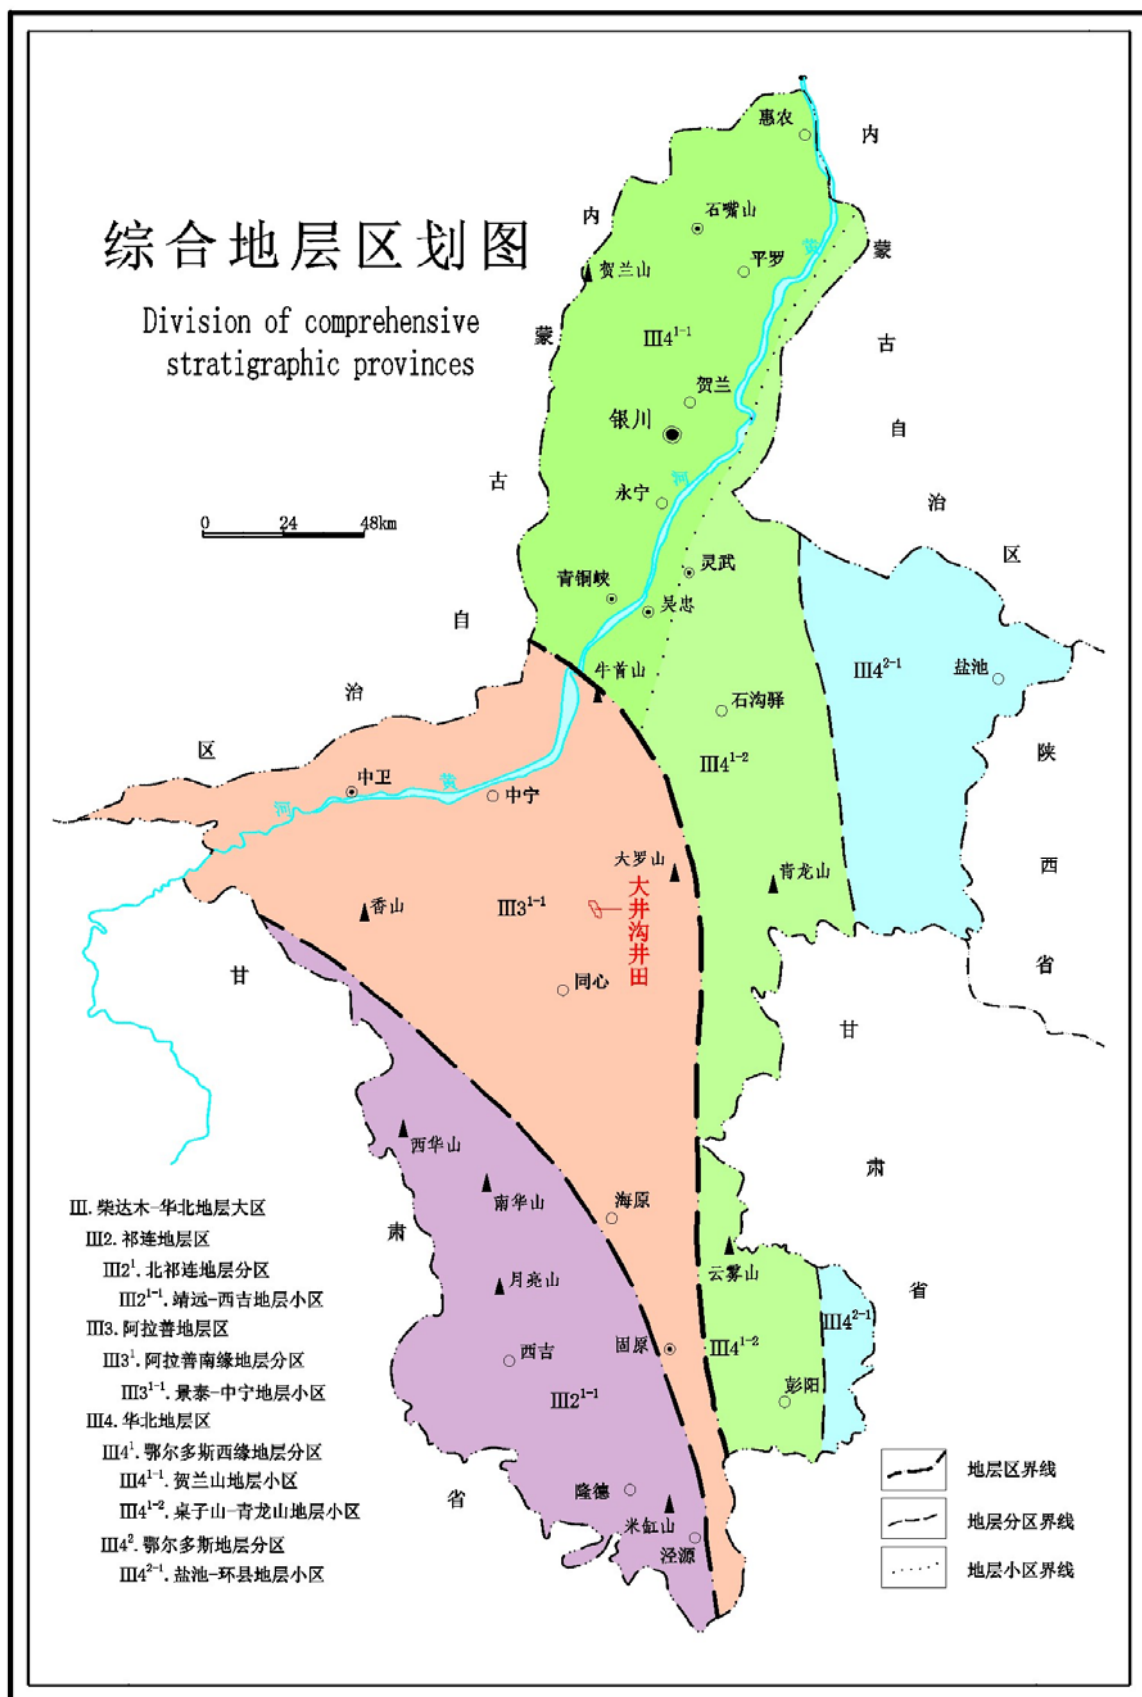 综合地层区划图
Division of comprehensive
stratigraphic provinces
0 24 48km
惠农
内
石嘴山
内
黄
平罗
蒙
贺兰山
蒙
III4¹⁻¹
古
贺兰
银川
自
古
河
永宁
治
区
灵武
青铜峡
吴忠
自
牛首山
III4²⁻¹
盐池
治
石沟驿
区
陕
III4¹⁻²
中卫
黄
中宁
河
大罗山
青龙山
西
香山
III3¹⁻¹
大井沟井田
甘
同心
省
甘
西华山
肃
南华山
海原
肃
云雾山
月亮山
省
III4²⁻¹
固原
III4¹⁻²
西吉
彭阳
III2¹⁻¹
省
隆德
米缸山
泾源
III. 柴达木-华北地层大区
III2. 祁连地层区
III2¹. 北祁连地层分区
III2¹⁻¹. 靖远-西吉地层小区
III3. 阿拉善地层区
III3¹. 阿拉善南缘地层分区
III3¹⁻¹. 景泰-中宁地层小区
III4. 华北地层区
III4¹. 鄂尔多斯西缘地层分区
III4¹⁻¹. 贺兰山地层小区
III4¹⁻². 桌子山-青龙山地层小区
III4². 鄂尔多斯地层分区
III4²⁻¹. 盐池-环县地层小区
地层区界线
地层分区界线
地层小区界线